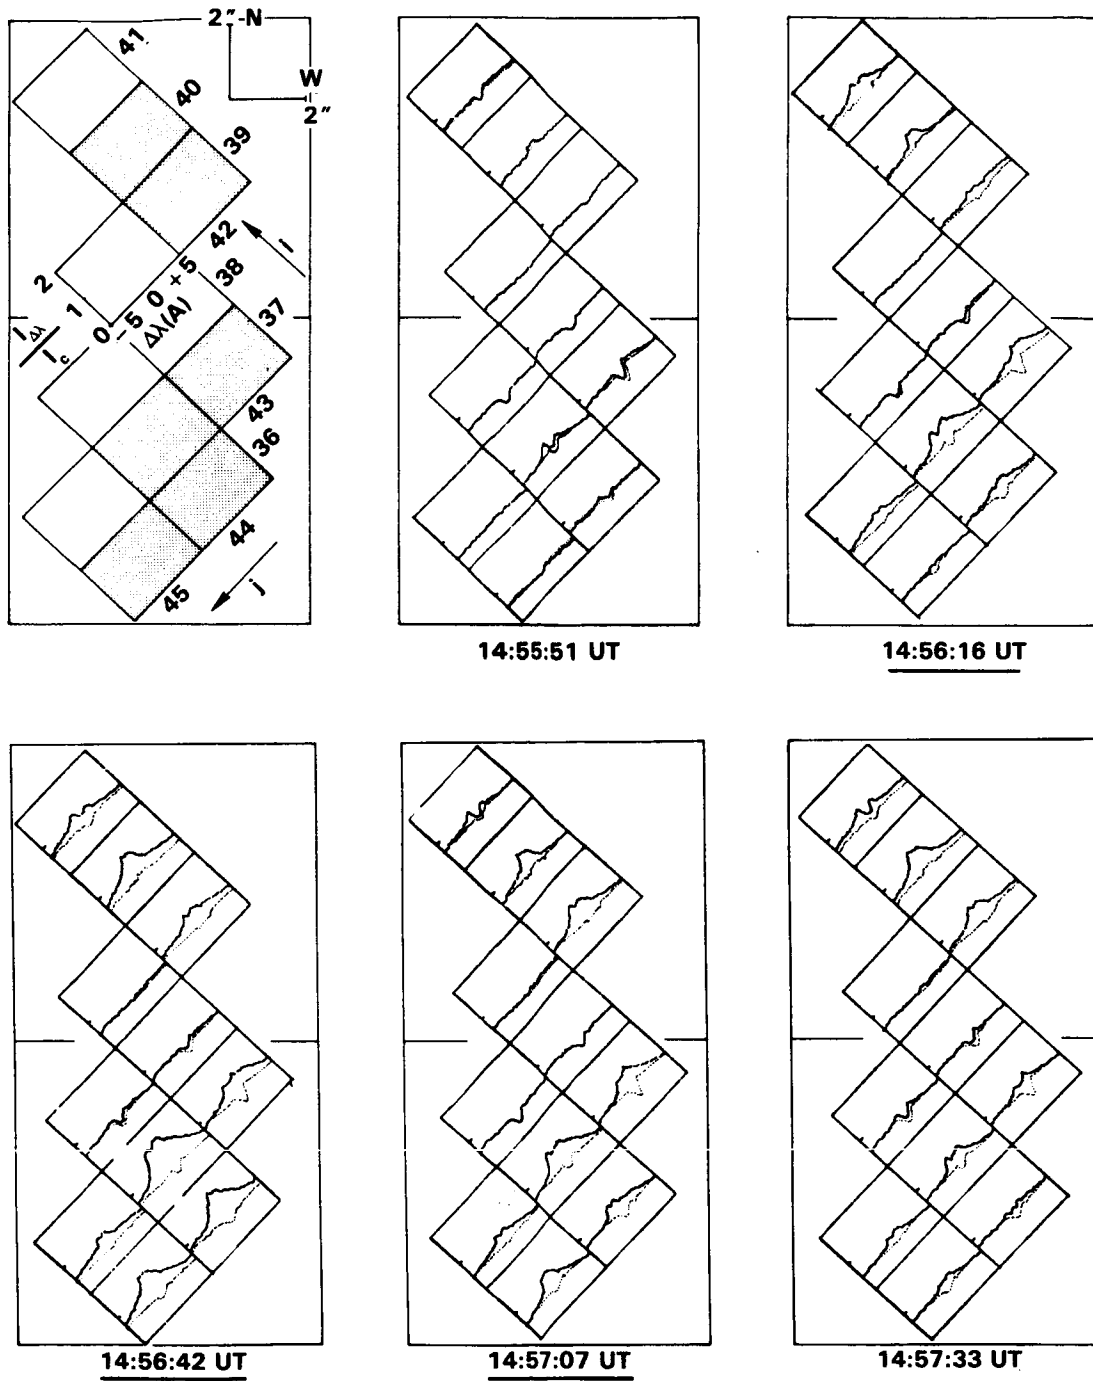 2" N
W
2"
41
40
39
42
38
37
43
36
44
45
i
j
2
1
0
I Δλ / I c
-5 0 +5
Δλ(A)
14:55:51 UT
14:56:16 UT
14:56:42 UT
14:57:07 UT
14:57:33 UT